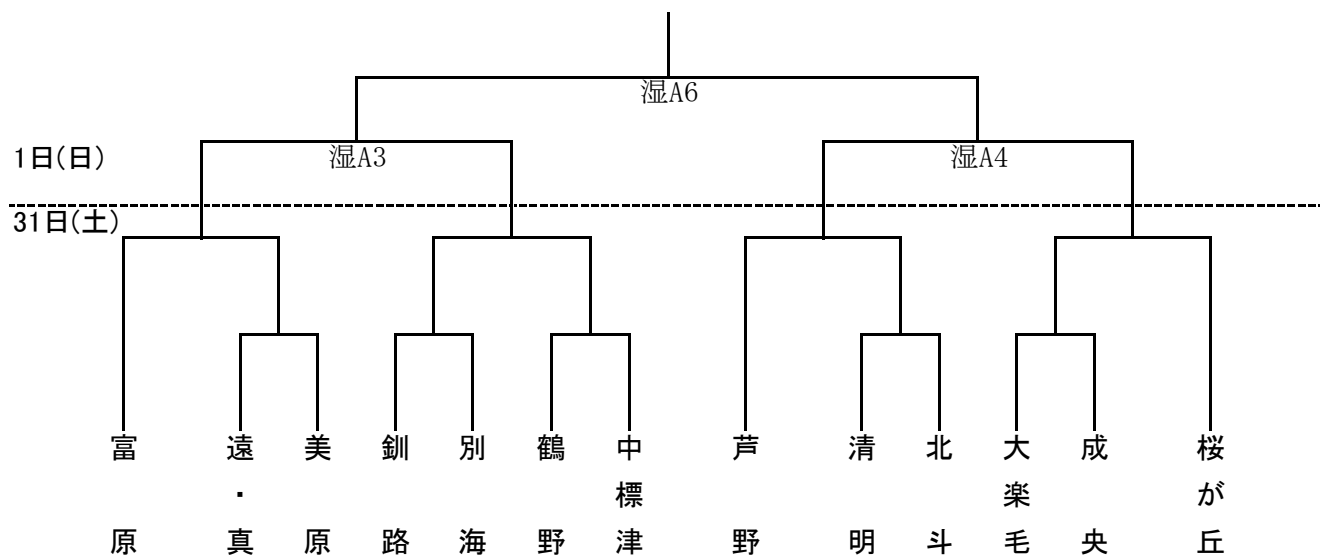 湿A6
1日(日)
湿A3
湿A4
31日(土)
富原
遠・真
美原
釧路
別海
鶴野
中標津
芦野
清明
北斗
大楽毛
成央
桜が丘